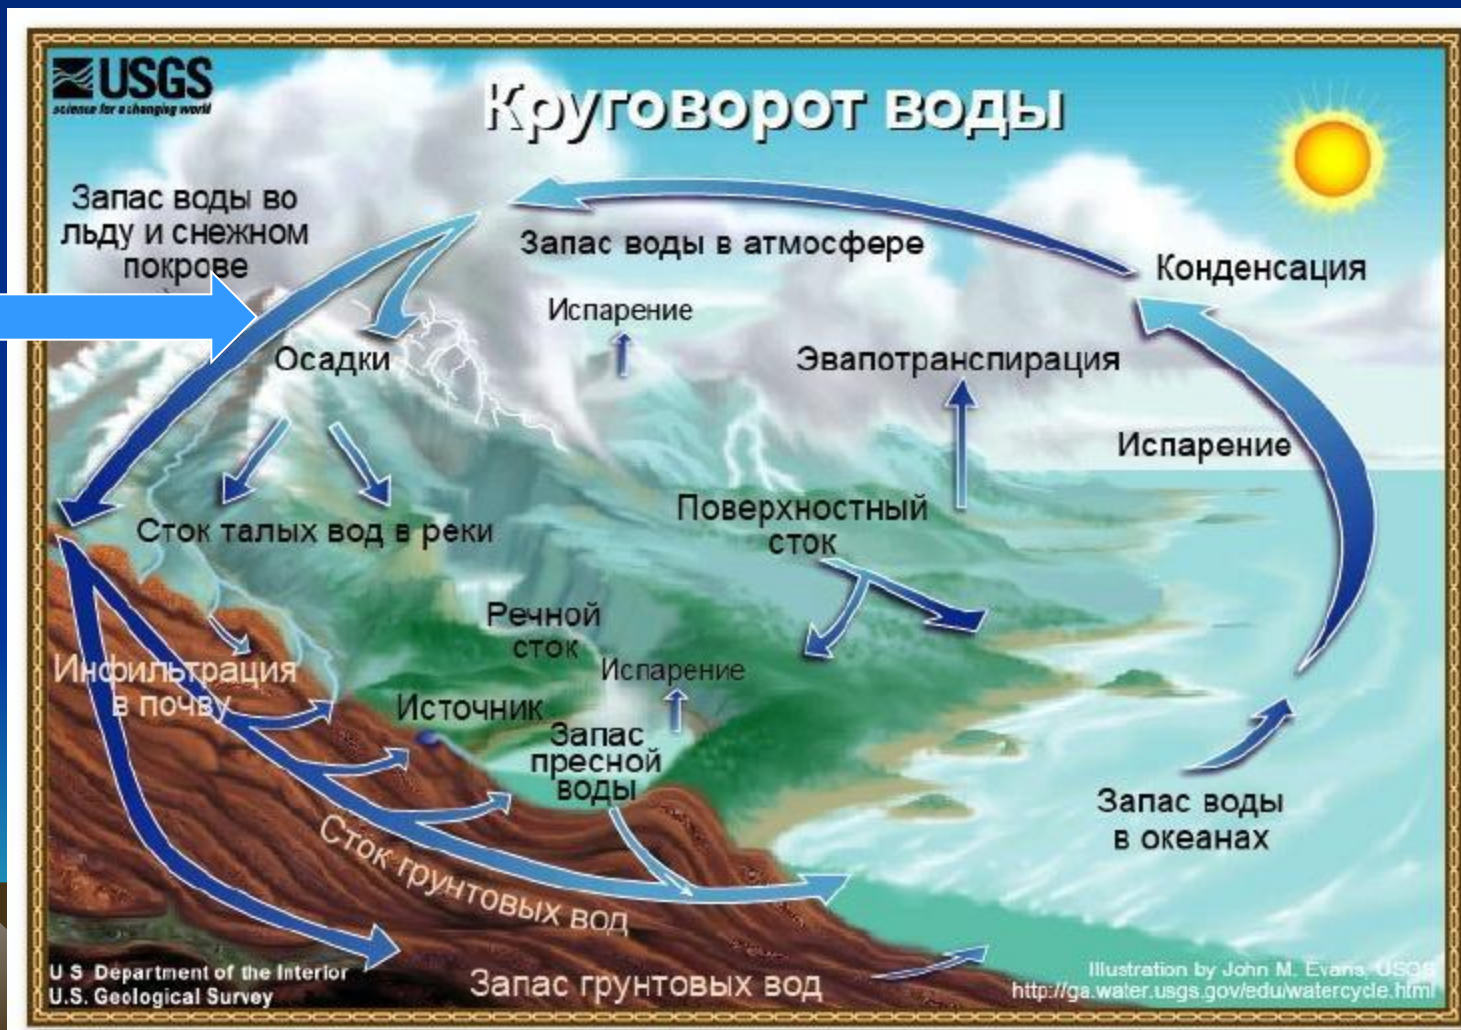 USGS
science for a changing world
Круговорот воды
Запас воды во
льду и снежном
покрове
Запас воды в атмосфере
Конденсация
Испарение
Осадки
Эвапотранспирация
Испарение
Сток талых вод в реки
Поверхностный
сток
Речной
сток
Инфильтрация
в почву
Испарение
Источник
Запас
пресной
воды
Запас воды
в океанах
Сток грунтовых вод
Запас грунтовых вод
U S Department of the Interior
U.S. Geological Survey
Illustration by John M. Evans, USGS
http://ga.water.usgs.gov/edu/watercycle.html